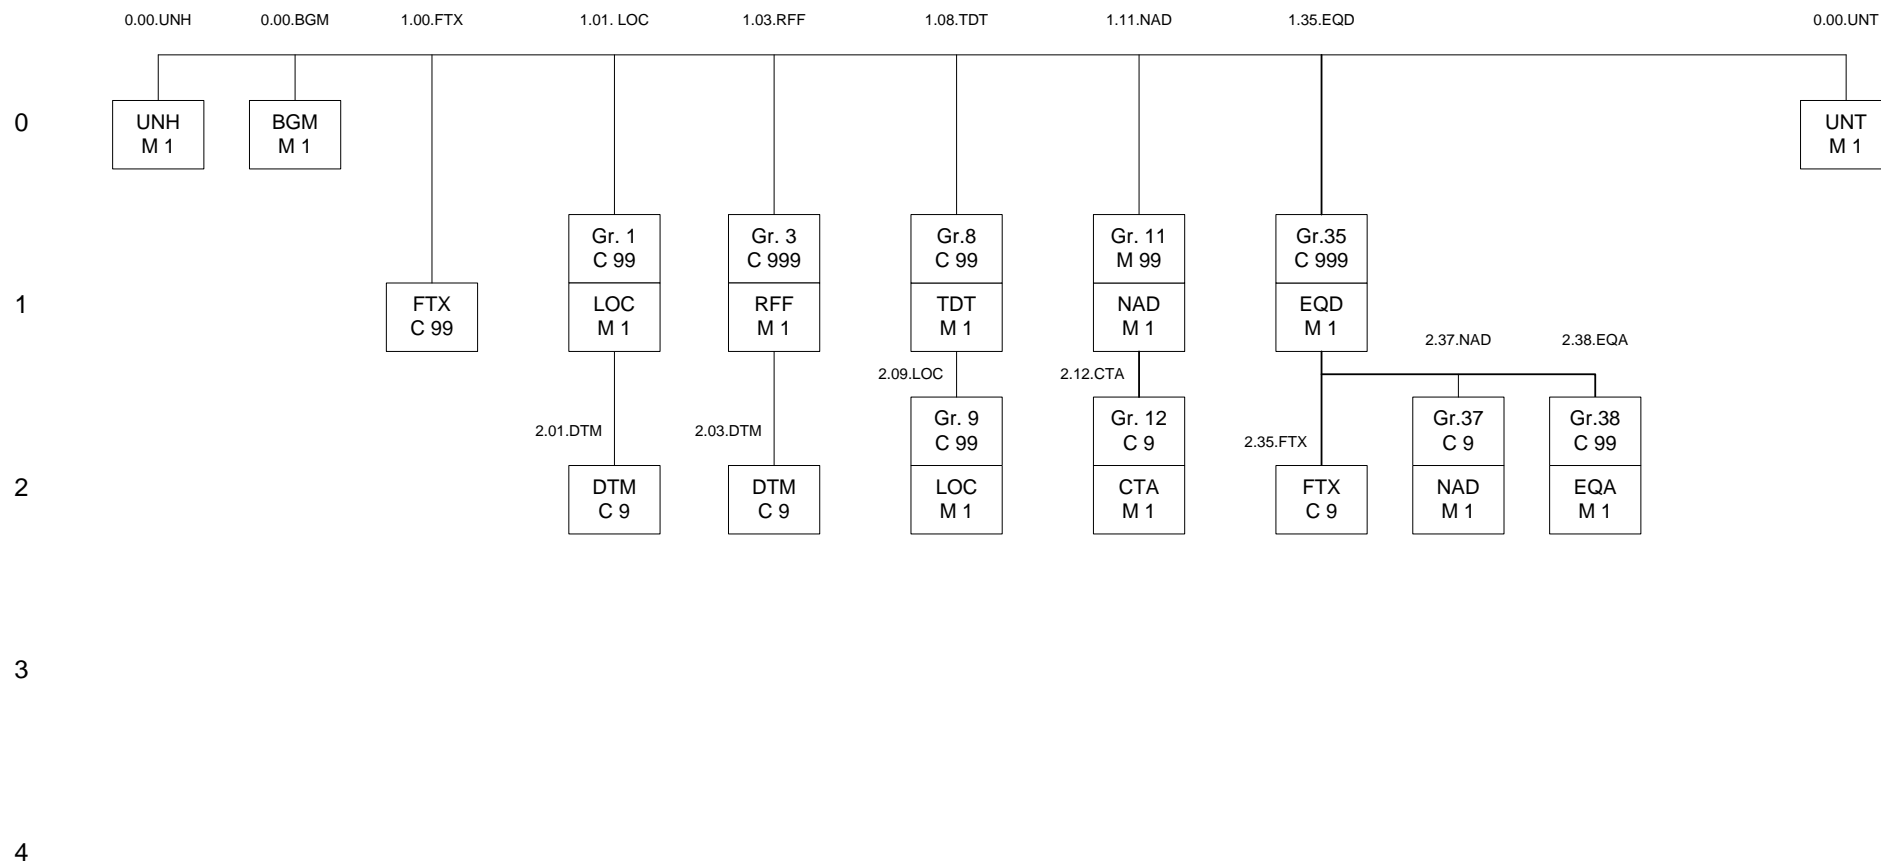 0.00.UNH
0.00.BGM
1.00.FTX
1.01. LOC
1.03.RFF
1.08.TDT
1.11.NAD
1.35.EQD
0.00.UNT
0
UNH
M 1
BGM
M 1
UNT
M 1
Gr. 1
C 99
Gr. 3
C 999
Gr.8
C 99
Gr. 11
M 99
Gr.35
C 999
1
FTX
C 99
LOC
M 1
RFF
M 1
TDT
M 1
NAD
M 1
EQD
M 1
2.37.NAD
2.38.EQA
2.09.LOC
2.12.CTA
Gr. 9
C 99
Gr. 12
C 9
Gr.37
C 9
Gr.38
C 99
2.01.DTM
2.03.DTM
2.35.FTX
2
DTM
C 9
DTM
C 9
LOC
M 1
CTA
M 1
FTX
C 9
NAD
M 1
EQA
M 1
3
4